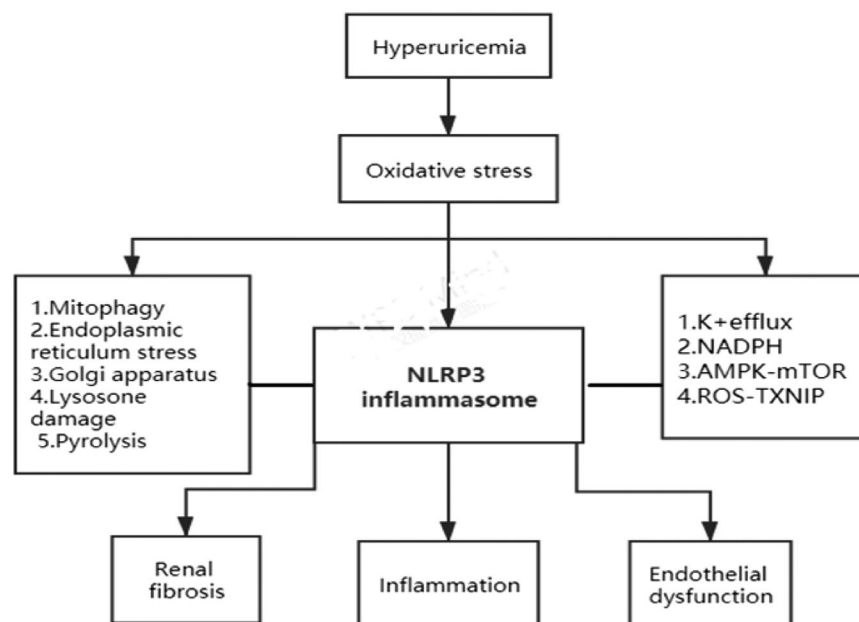 Hyperuricemia
Oxidative stress
1.Mitophagy
2.Endoplasmic
reticulum stress
3.Golgi apparatus
4.Lysosone
damage
5.Pyrolysis
NLRP3
inflammasome
1.K+efflux
2.NADPH
3.AMPK-mTOR
4.ROS-TXNIP
Renal
fibrosis
Inflammation
Endothelial
dysfunction